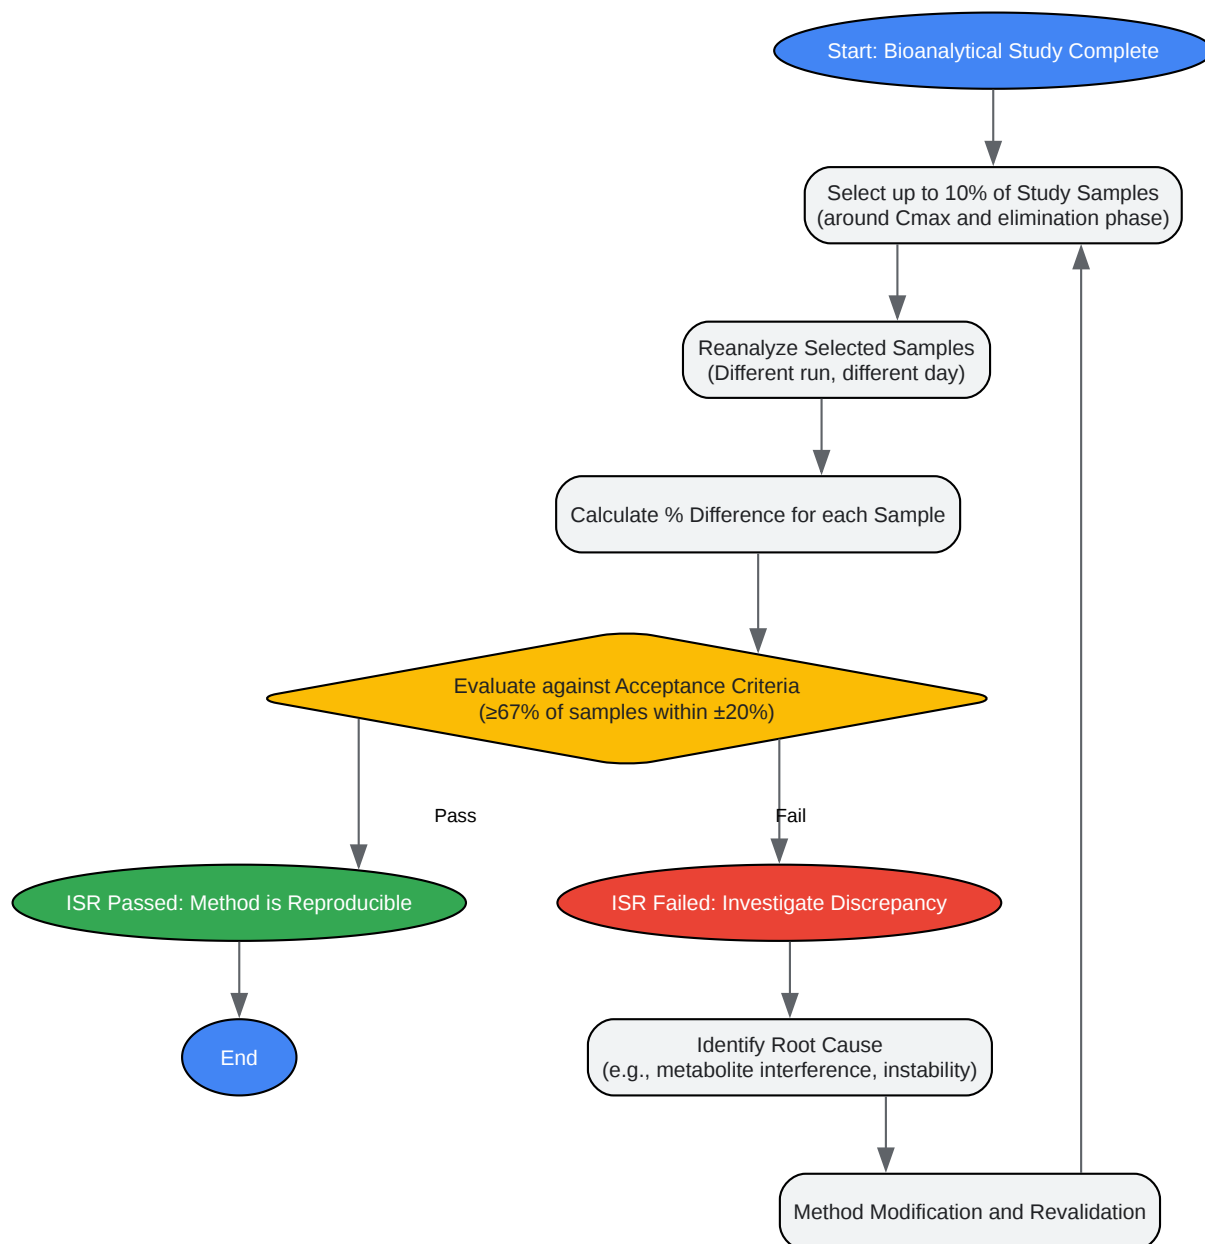 Start: Bioanalytical Study Complete
Select up to 10% of Study Samples
(around Cmax and elimination phase)
Reanalyze Selected Samples
(Different run, different day)
Calculate % Difference for each Sample
Evaluate against Acceptance Criteria
(≥67% of samples within ±20%)
Pass
Fail
ISR Passed: Method is Reproducible
ISR Failed: Investigate Discrepancy
End
Identify Root Cause
(e.g., metabolite interference, instability)
Method Modification and Revalidation